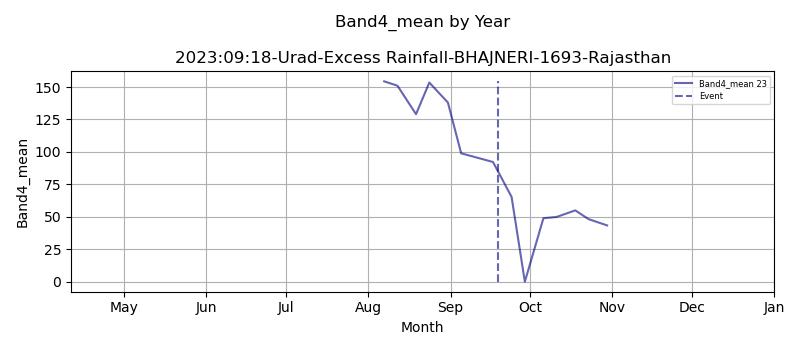 Band4_mean by Year
2023:09:18-Urad-Excess Rainfall-BHAJNERI-1693-Rajasthan
Band4_mean 23
Event
Band4_mean
150
125
100
75
50
25
0
May Jun Jul Aug Sep Oct Nov Dec Jan
Month